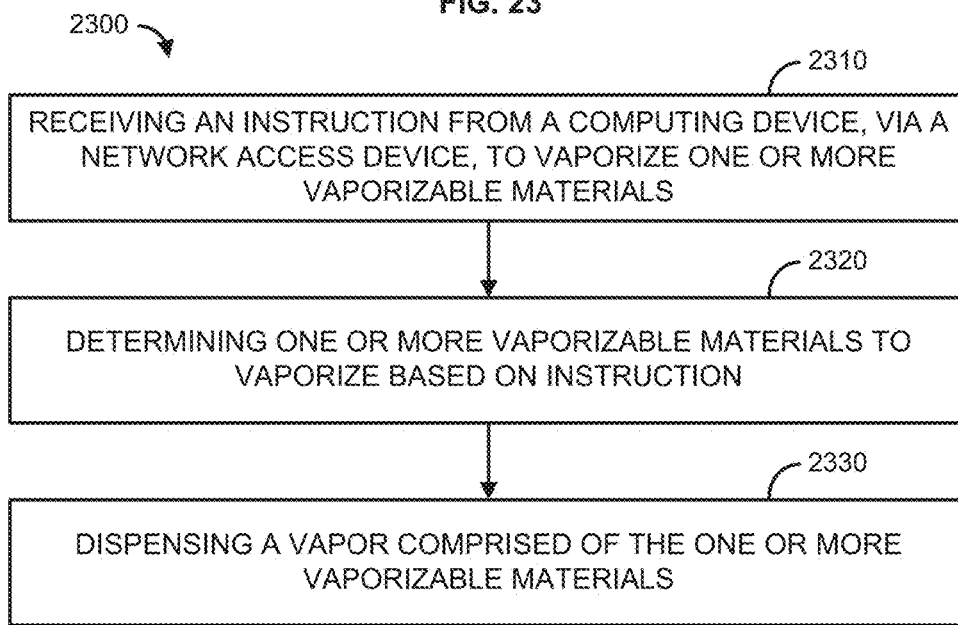 FIG. 23
2300
2310
RECEIVING AN INSTRUCTION FROM A COMPUTING DEVICE, VIA A
NETWORK ACCESS DEVICE, TO VAPORIZE ONE OR MORE
VAPORIZABLE MATERIALS
2320
DETERMINING ONE OR MORE VAPORIZABLE MATERIALS TO
VAPORIZE BASED ON INSTRUCTION
2330
DISPENSING A VAPOR COMPRISED OF THE ONE OR MORE
VAPORIZABLE MATERIALS